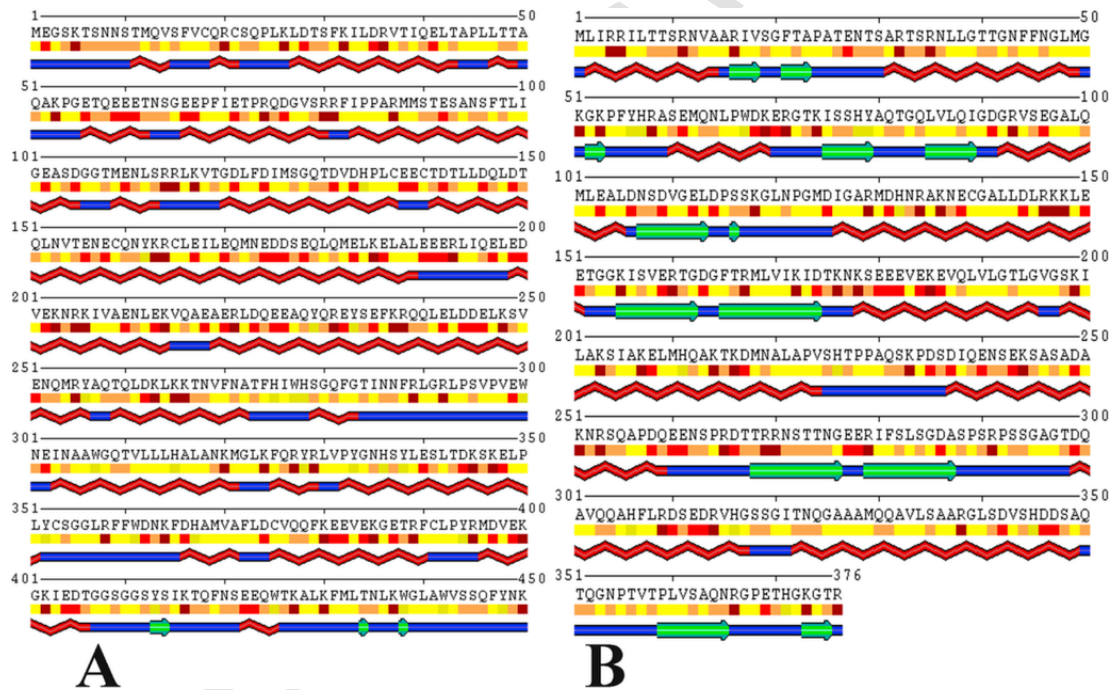 1 50
MEGSKTSNNSTMQVSFVCQRCSQPLKLDTSFKILDRVTIQELTAPLLTTA
51 100
QAKPGETQEEETNSGEEPFIETPRQDGVSRRFIPPARMMSTESANSFTLI
101 150
GEASDGGTMENLSRRLKVTGDLFDIMSGQTDVDHPLCEECTDTLLDQLDT
151 200
QLNVTENECQNYKRCLEILEQMNEDDSEQLQMELKELALEEERLIQELED
201 250
VEKNRKIVAENLEKVQAEAERLDQEEAQYQREYSEFKRQQLELDDELKSV
251 300
ENQMRYAQTQLDKLKKTNVFNATFHIWHSGQFGTINNFRLGRLPSVPVEW
301 350
NEINAAWGQTVLLLHALANKMGLKFQRYRLVPYGNHSYLESLTDKSKELP
351 400
LYCSGGLRFFWDNKFDHAMVAFLDCVQQFKEEVEKGETRFCLPYRMDVEK
401 450
GKIEDTGGSGGSYSIKTQFNSEEQWTKALKFMLTNLKWGLAWVSSQFYNK
A
1 50
MLIRRILTTSRNVAARIVSGFTAPATENTSARTSRNLLGTTGNFFNGLMG
51 100
KGKPFYHRASEMQNLPWDKERGTKISSHYAQTGQLVLQIGDGRVSEGALQ
101 150
MLEALDNSDVGELDPSSKGLNPGMDIGARMDHNRAKNECGALLDLRKKLE
151 200
ETGGKISVERTGDGFTRMLVIKIDTKNKSEEEVEKEVQLVLGTLGVGSKI
201 250
LAKSIAKELMHQAKTKDMNALAPVSHTPPAQSKPDSDIQENSEKSASADA
251 300
KNRSQAPDQEENSPRDTTRRNSTTNGEERIFSLSGDASPSRPSSGAGTDQ
301 350
AVQQAHFLRDSEDRVHGSSGITNQGAAAMQQAVLSAARGLSDVSHDDSAQ
351 376
TQGNPTVTPLVSAQNRGPETHGKGTR
B